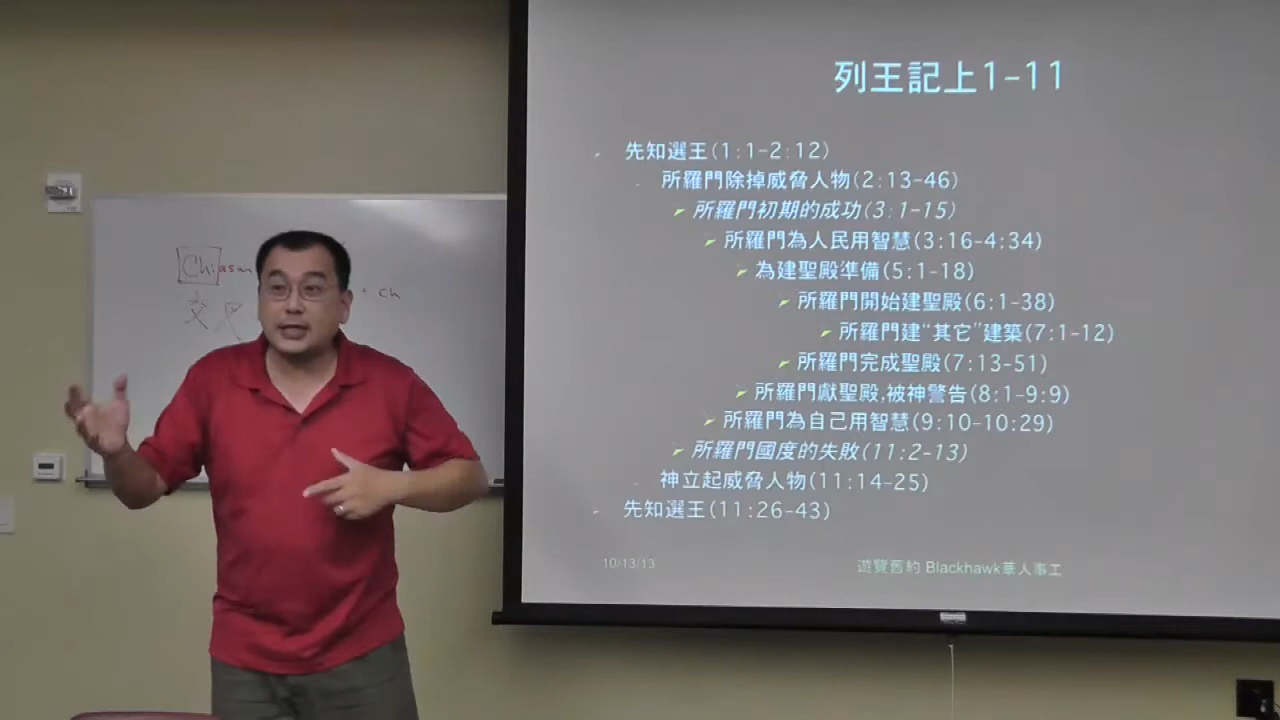 列王記上1-11
先知選王(1:1-2:12)
所羅門除掉威脅人物(2:13-46)
所羅門初期的成功(3:1-15)
所羅門為人民用智慧(3:16-4:34)
為建聖殿準備(5:1-18)
所羅門開始建聖殿(6:1-38)
所羅門建“其它”建築(7:1-12)
所羅門完成聖殿(7:13-51)
所羅門獻聖殿,被神警告(8:1-9:9)
所羅門為自己用智慧(9:10-10:29)
所羅門國度的失敗(11:2-13)
神立起威脅人物(11:14-25)
先知選王(11:26-43)
10/13/13
遊覽舊約 Blackhawk華人事工
Chiasm
ch